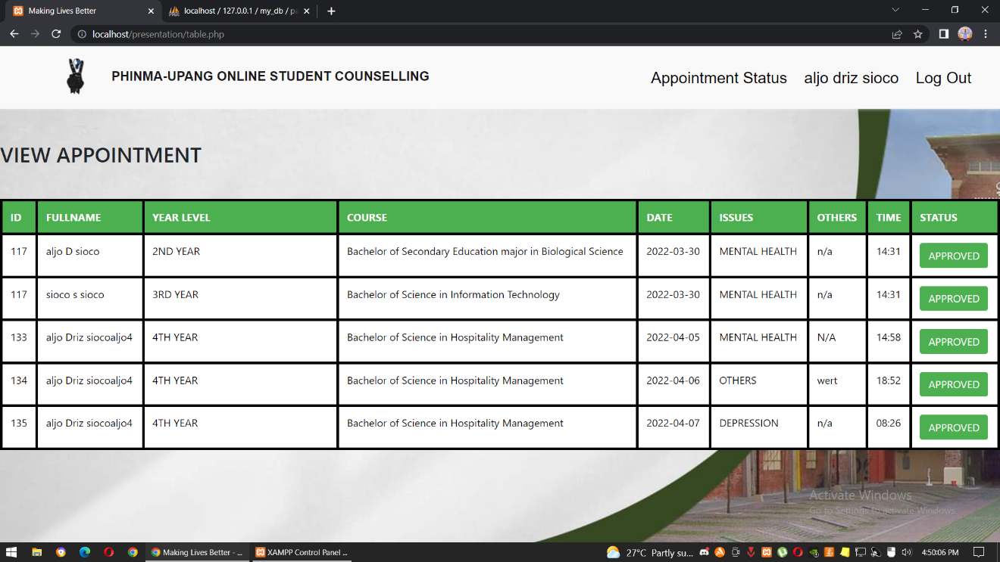 Making Lives Better
localhost / 127.0.0.1 / my_db / pa
localhost/presentation/table.php
PHINMA-UPANG ONLINE STUDENT COUNSELLING
Appointment Status aljo driz sioco Log Out
VIEW APPOINTMENT
ID FULLNAME YEAR LEVEL COURSE DATE ISSUES OTHERS TIME STATUS
117 aljo D sioco 2ND YEAR Bachelor of Secondary Education major in Biological Science 2022-03-30 MENTAL HEALTH n/a 14:31 APPROVED
117 sioco s sioco 3RD YEAR Bachelor of Science in Information Technology 2022-03-30 MENTAL HEALTH n/a 14:31 APPROVED
133 aljo Driz siocoaljo4 4TH YEAR Bachelor of Science in Hospitality Management 2022-04-05 MENTAL HEALTH N/A 14:58 APPROVED
134 aljo Driz siocoaljo4 4TH YEAR Bachelor of Science in Hospitality Management 2022-04-06 OTHERS wert 18:52 APPROVED
135 aljo Driz siocoaljo4 4TH YEAR Bachelor of Science in Hospitality Management 2022-04-07 DEPRESSION n/a 08:26 APPROVED
Activate Windows
Go to Settings to activate Windows.
Making Lives Better - ... XAMPP Control Panel ... 27°C Partly su... 4:50:06 PM